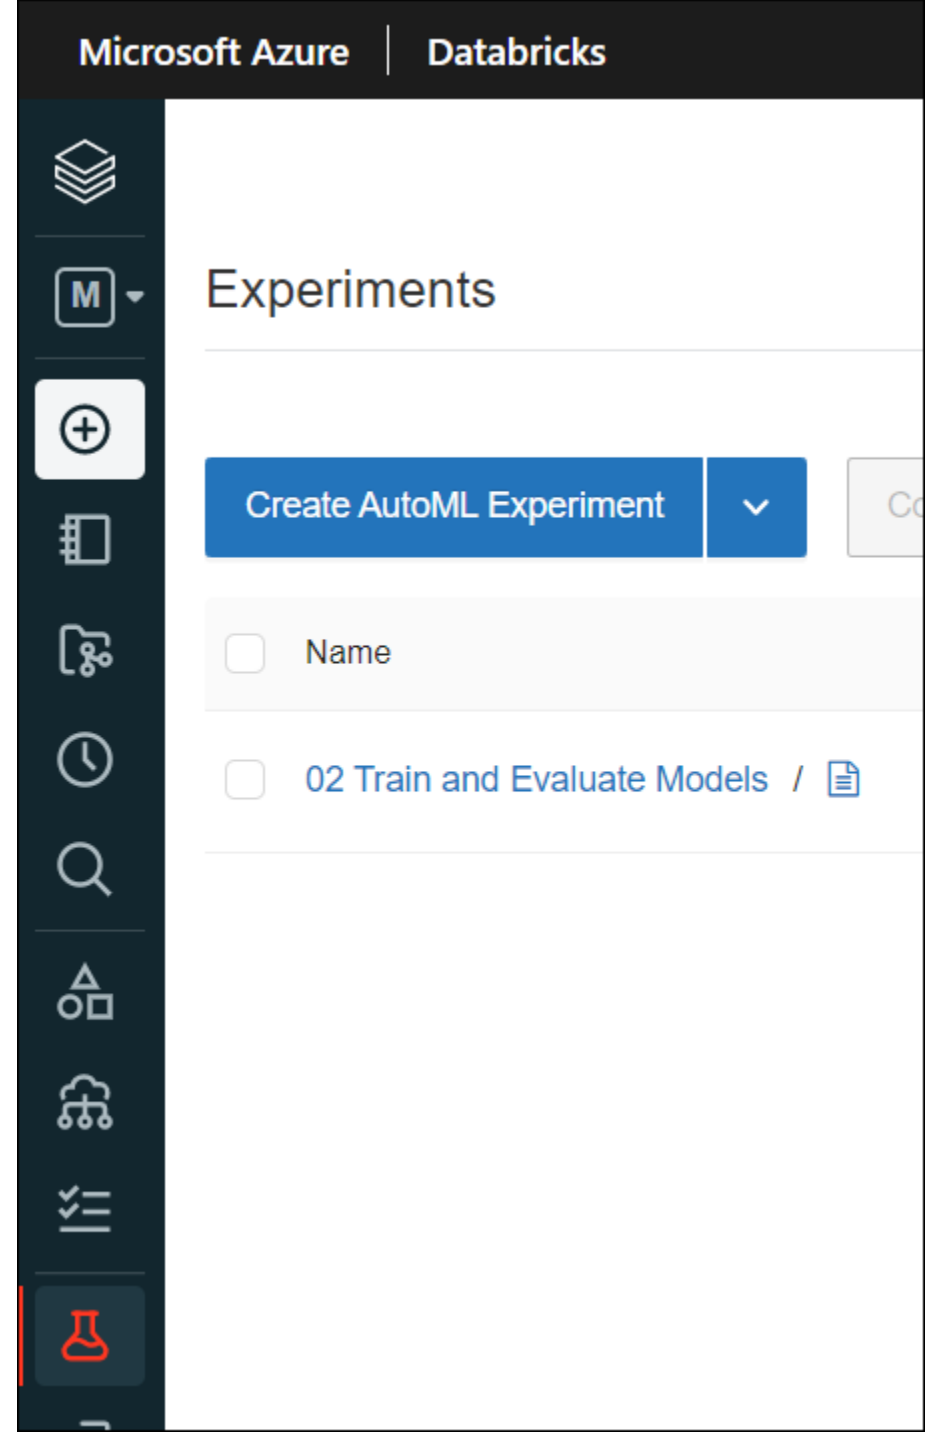 Microsoft Azure | Databricks
M
Experiments
Create AutoML Experiment
Name
02 Train and Evaluate Models /